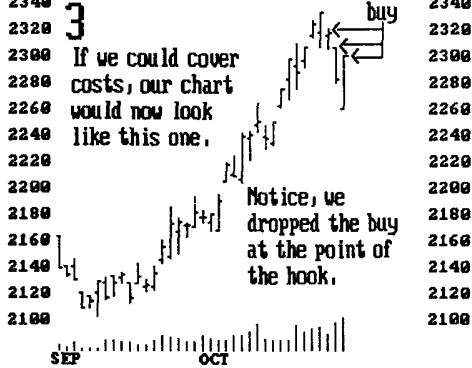 3
buy
If we could cover
costs, our chart
would now look
like this one.
Notice, we
dropped the buy
at the point of
the hook.
2340 2340
2320 2320
2300 2300
2280 2280
2260 2260
2240 2240
2220 2220
2200 2200
2180 2180
2160 2160
2140 2140
2120 2120
2100 2100
SEP OCT